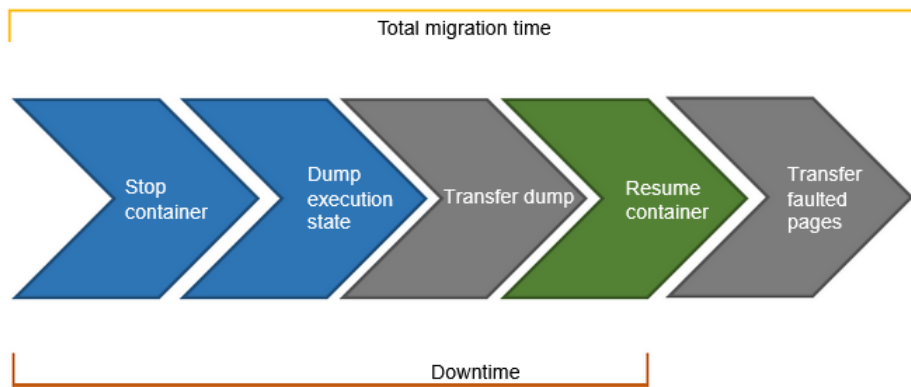 Total migration time
Stop
container
Dump
execution
state
Transfer dump
Resume
container
Transfer
faulted
pages
Downtime